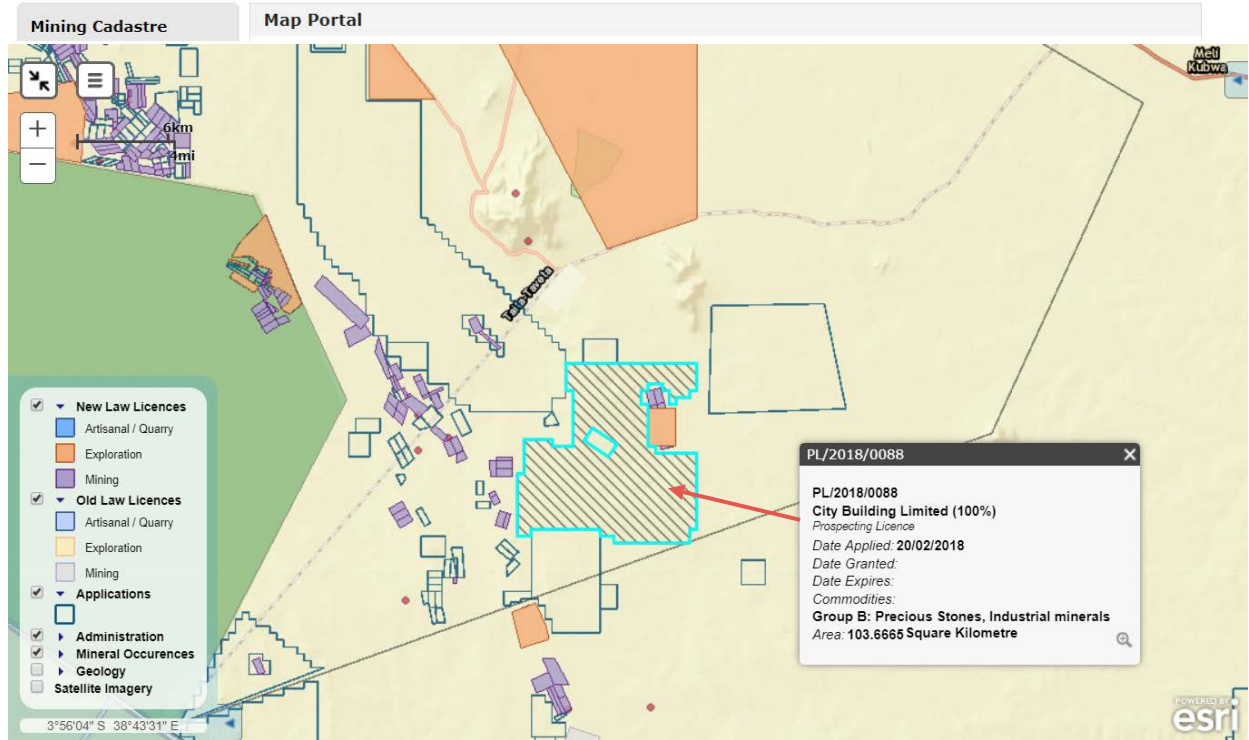 Mining Cadastre
Map Portal
Meli
Kubwa
+
6km
4mi
−
Taita-Taveta
New Law Licences
Artisanal / Quarry
Exploration
Mining
Old Law Licences
Artisanal / Quarry
Exploration
Mining
Applications
Administration
Mineral Occurences
Geology
Satellite Imagery
3°56'04" S 38°43'31" E
PL/2018/0088
PL/2018/0088
City Building Limited (100%)
Prospecting Licence
Date Applied: 20/02/2018
Date Granted:
Date Expires:
Commodities:
Group B: Precious Stones, Industrial minerals
Area: 103.6665 Square Kilometre
POWERED BY
esri